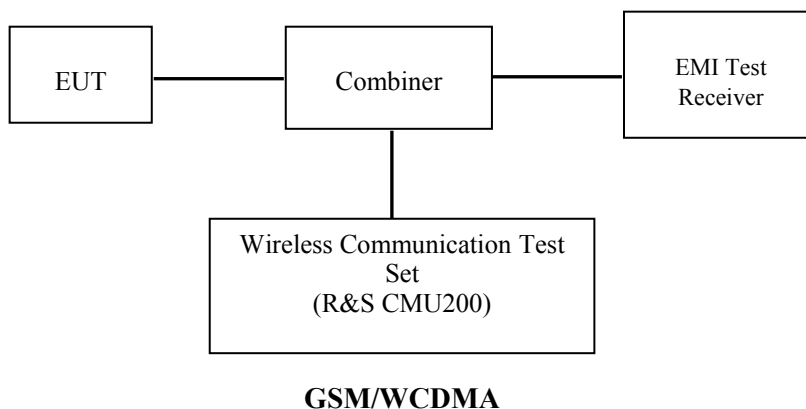 EUT
Combiner
EMI Test
Receiver
Wireless Communication Test
Set
(R&S CMU200)
GSM/WCDMA